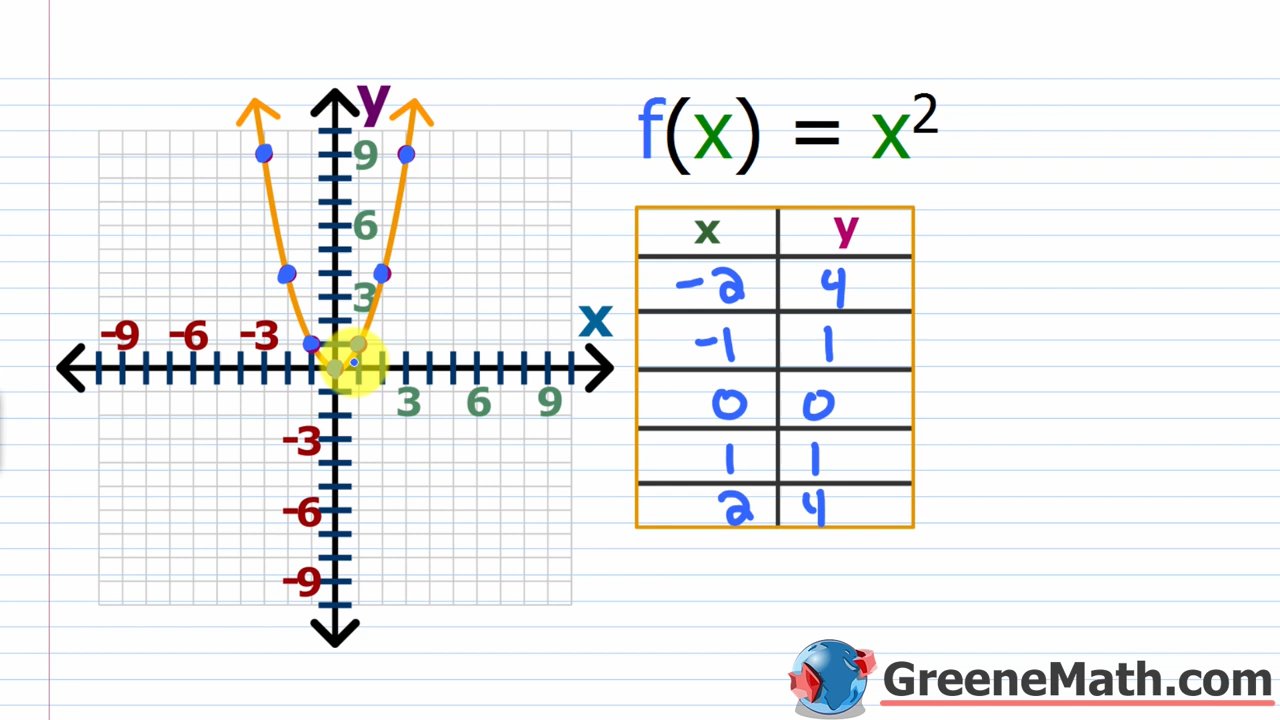 y
f(x) = x²
9
6
3
x
-9 -6 -3
3 6 9
-3
-6
-9
x y
-2 4
-1 1
0 0
1 1
2 4
GreeneMath.com